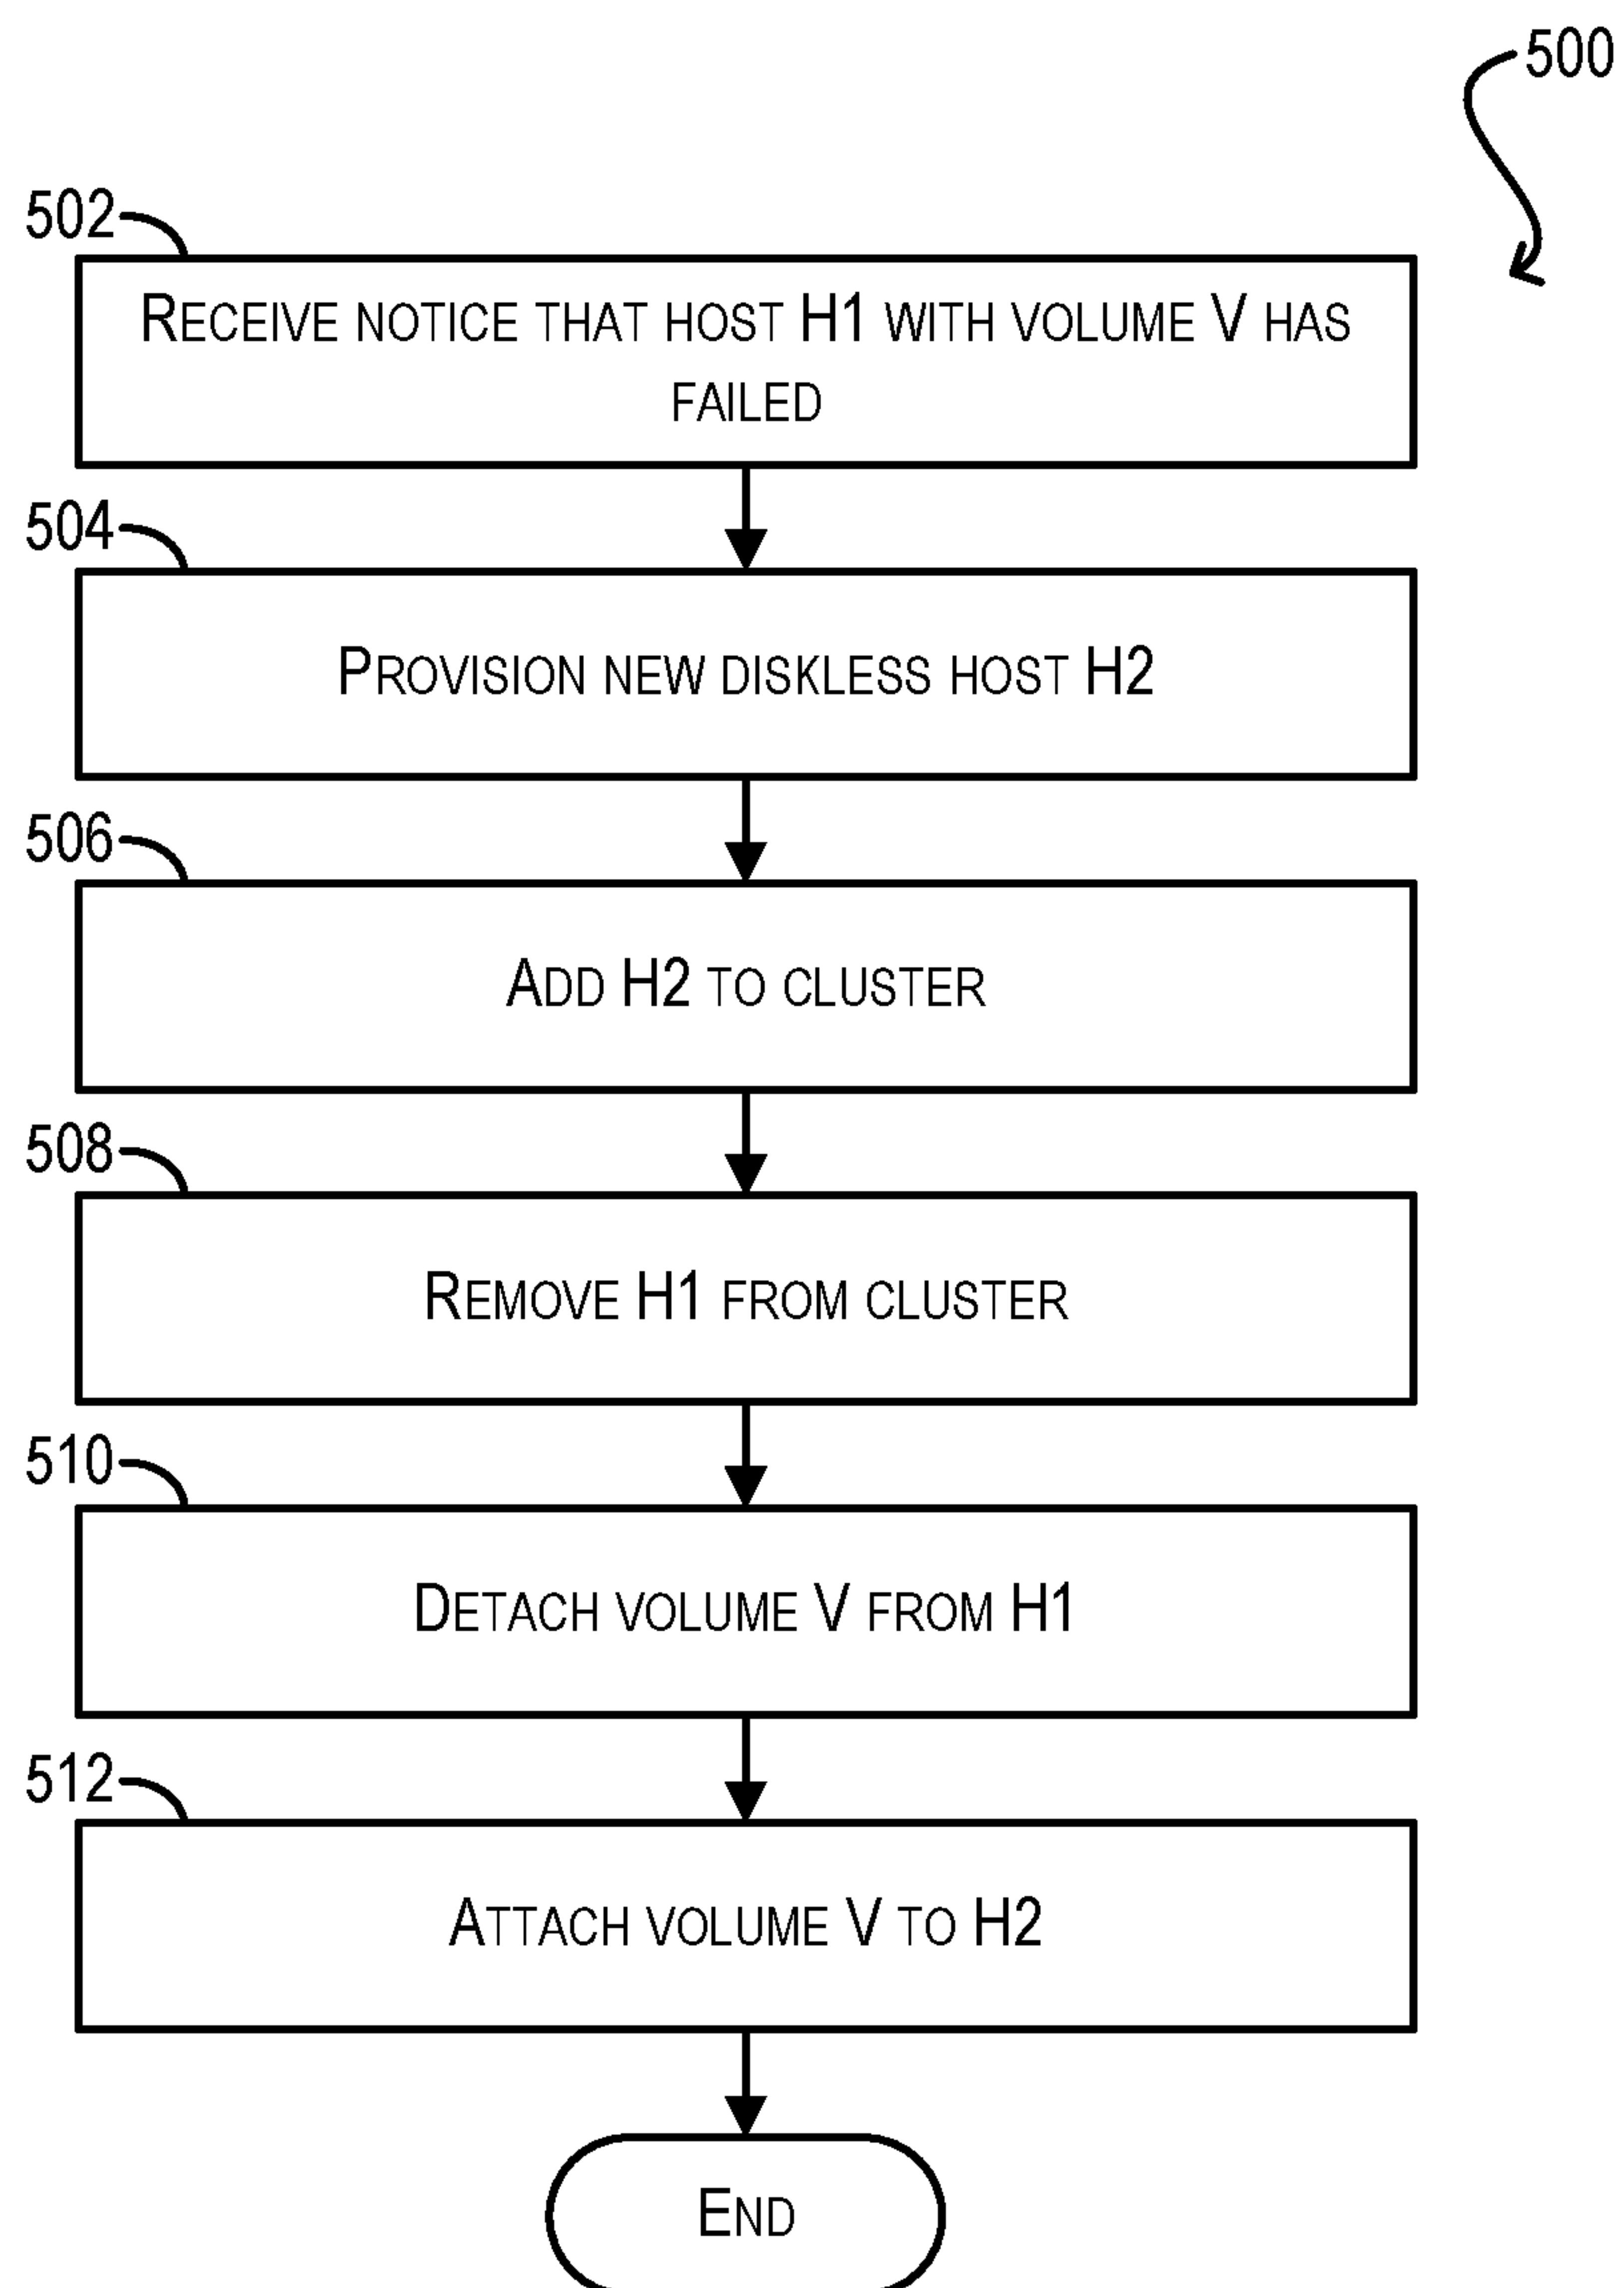 500
502
RECEIVE NOTICE THAT HOST H1 WITH VOLUME V HAS
FAILED
504
PROVISION NEW DISKLESS HOST H2
506
ADD H2 TO CLUSTER
508
REMOVE H1 FROM CLUSTER
510
DETACH VOLUME V FROM H1
512
ATTACH VOLUME V TO H2
END